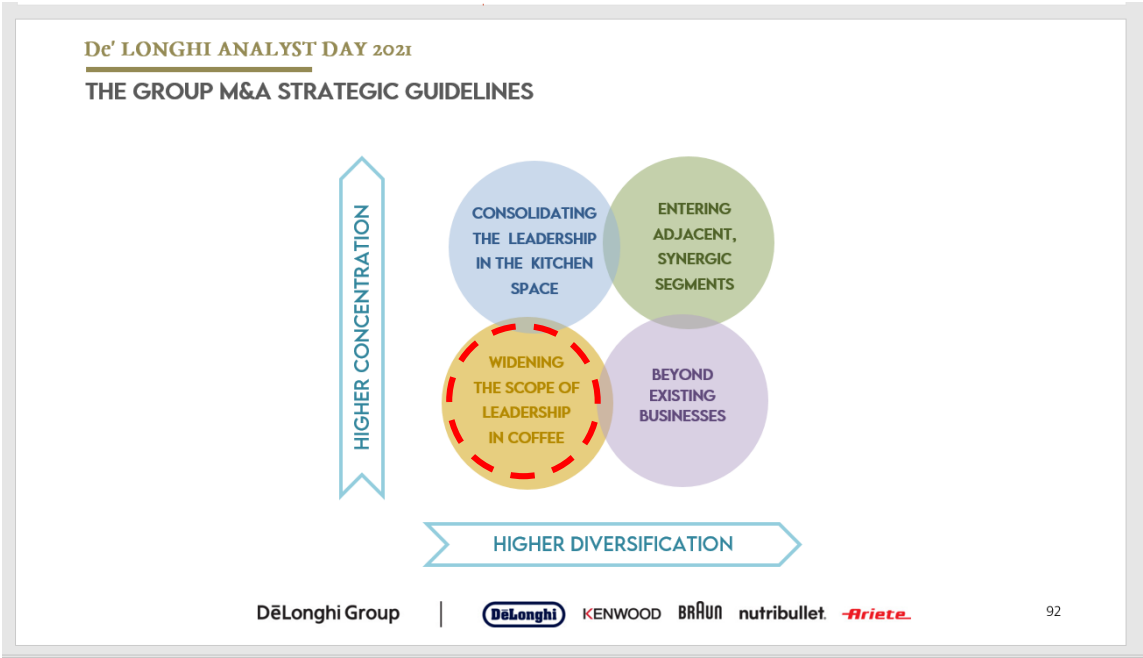 De' LONGHI ANALYST DAY 2021
THE GROUP M&A STRATEGIC GUIDELINES
HIGHER CONCENTRATION
CONSOLIDATING
THE LEADERSHIP
IN THE KITCHEN
SPACE
ENTERING
ADJACENT,
SYNERGIC
SEGMENTS
WIDENING
THE SCOPE OF
LEADERSHIP
IN COFFEE
BEYOND
EXISTING
BUSINESSES
HIGHER DIVERSIFICATION
DēLonghi Group
DēLonghi
KENWOOD
BRAUN
nutribullet.
Ariete
92